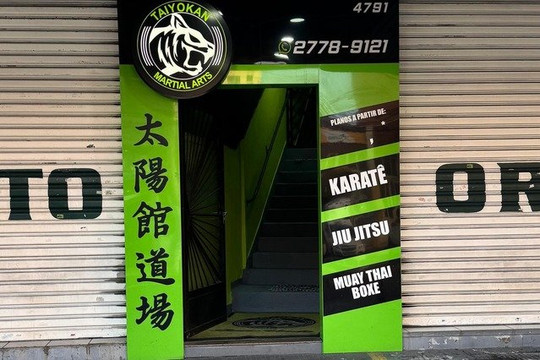 TAIYOKAN
MARTIAL ARTS
4791
2778-9121
太陽館道場
PLANOS A PARTIR DE:
, *
KARATÊ
JIU JITSU
MUAY THAI
BOXE
TO
OR